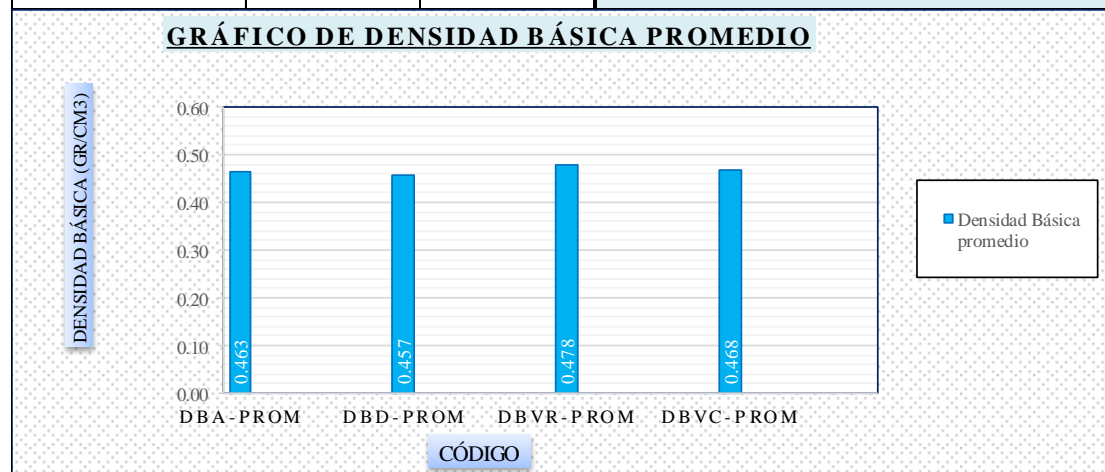 GRÁFICO DE DENSIDAD BÁSICA PROMEDIO
DENSIDAD BÁSICA (GR/CM3)
0.60
0.50
0.40
0.30
0.20
0.10
0.00
0.463
0.457
0.478
0.468
DBA-PROM DBD-PROM DBVR-PROM DBVC-PROM
CÓDIGO
Densidad Básica
promedio